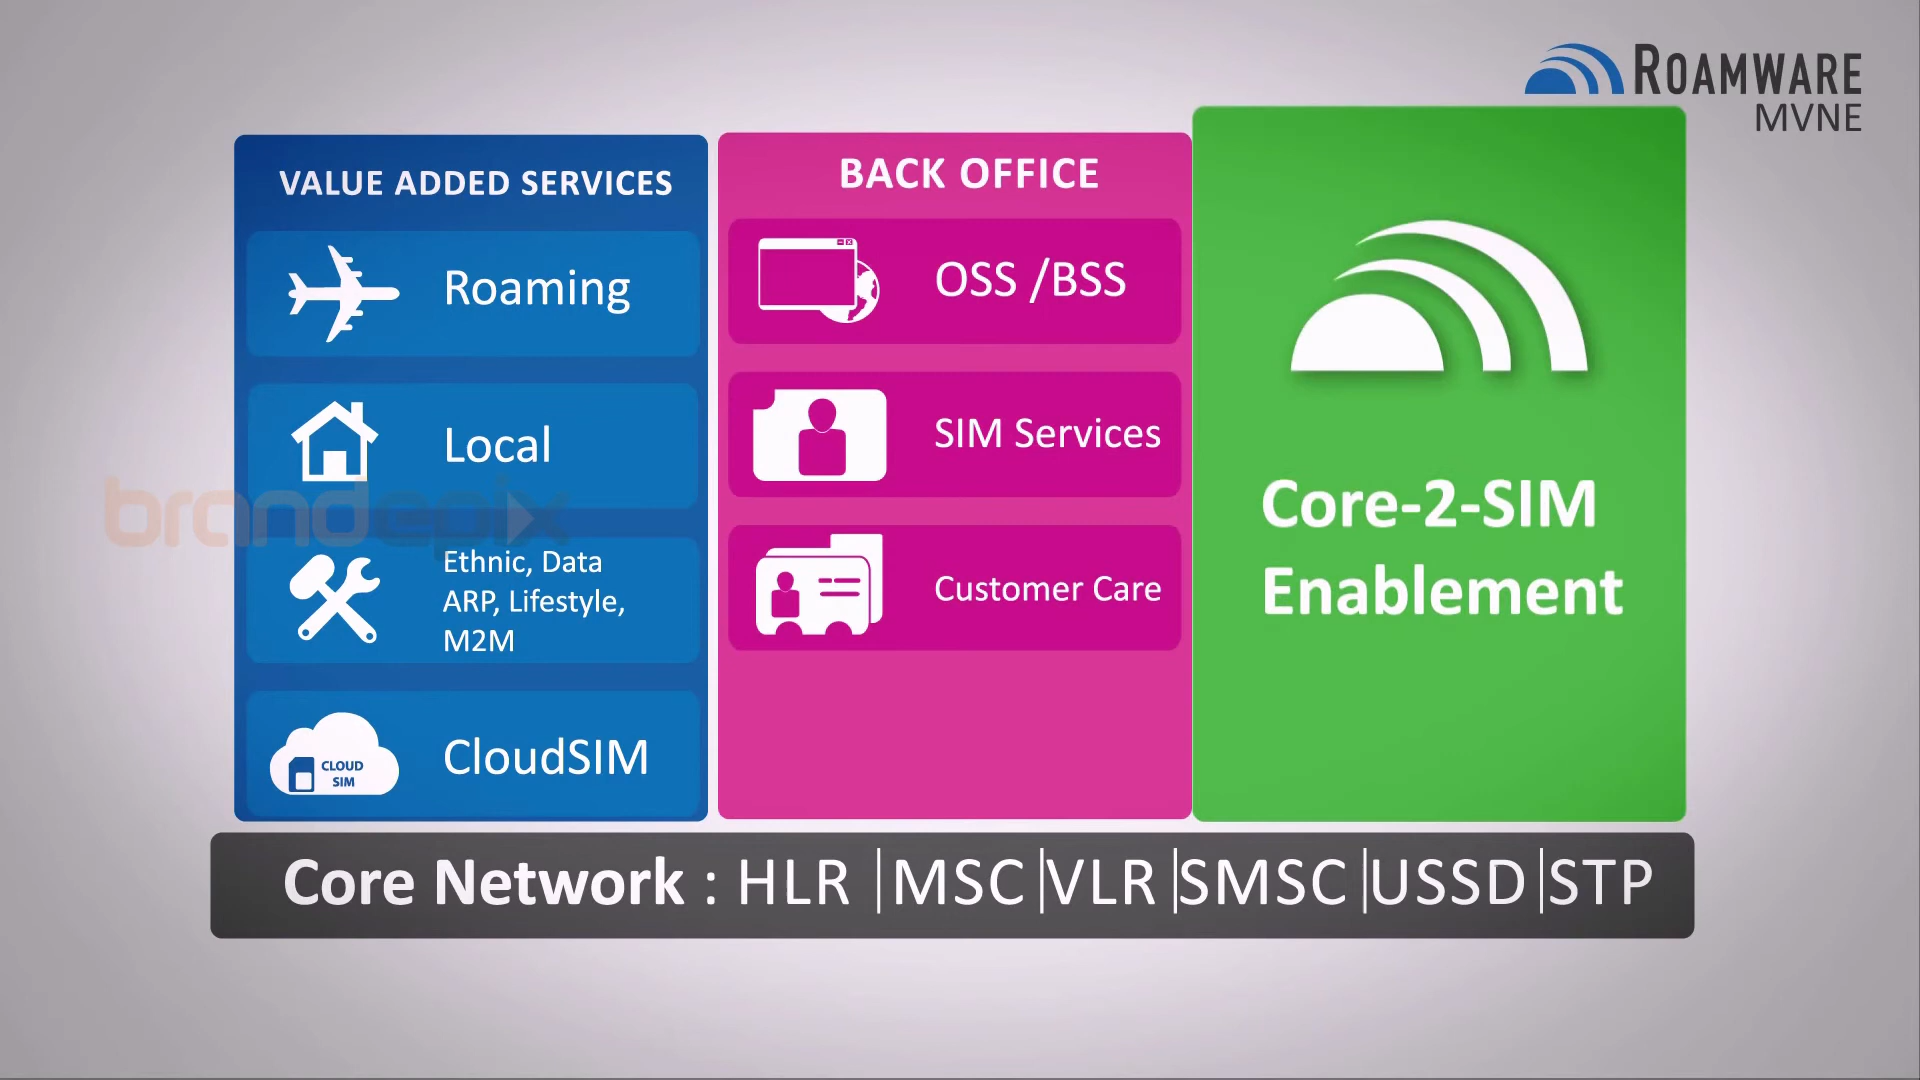 ROAMWARE
MVNE
VALUE ADDED SERVICES
Roaming
Local
Ethnic, Data
ARP, Lifestyle,
M2M
CLOUD
SIM
CloudSIM
BACK OFFICE
OSS /BSS
SIM Services
Customer Care
Core-2-SIM
Enablement
Core Network : HLR |MSC|VLR|SMSC|USSD|STP
brandepix